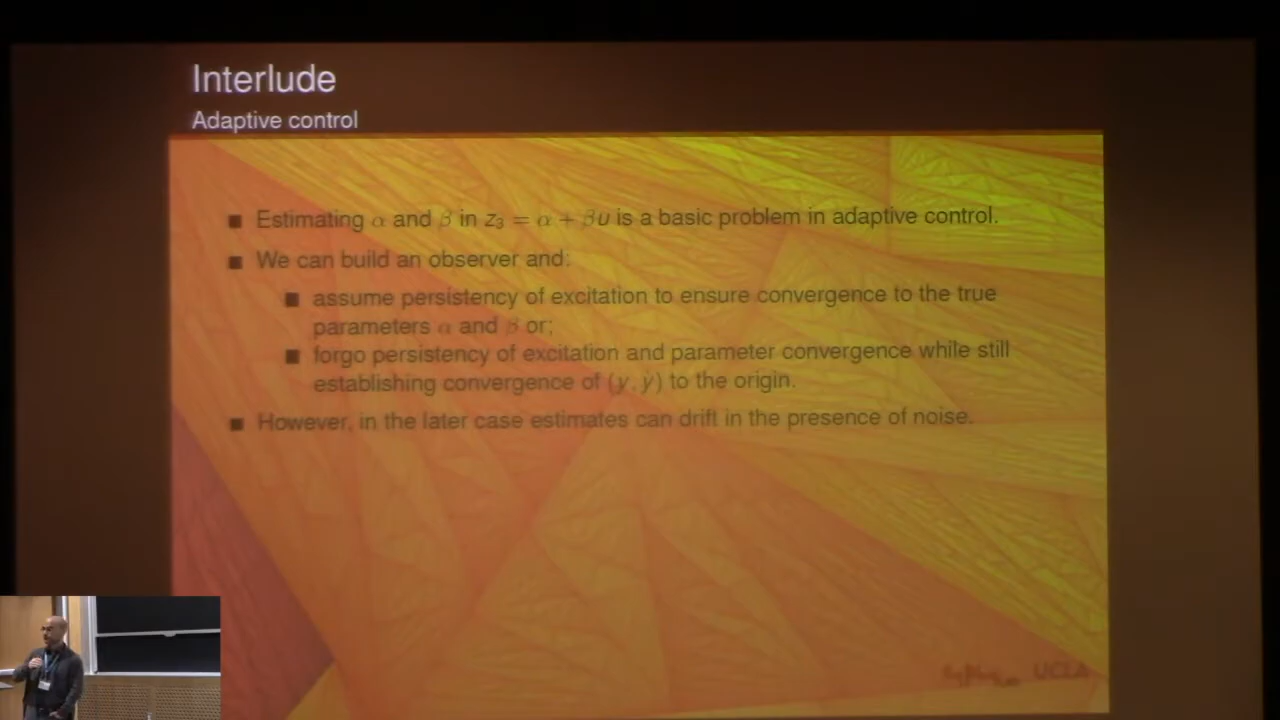 Interlude
Adaptive control
■ Estimating α and β in z₃ = α + βu is a basic problem in adaptive control.
■ We can build an observer and:
■ assume persistency of excitation to ensure convergence to the true
parameters α and β or;
■ forgo persistency of excitation and parameter convergence while still
establishing convergence of (y, ẏ) to the origin.
■ However, in the later case estimates can drift in the presence of noise.
UCLA